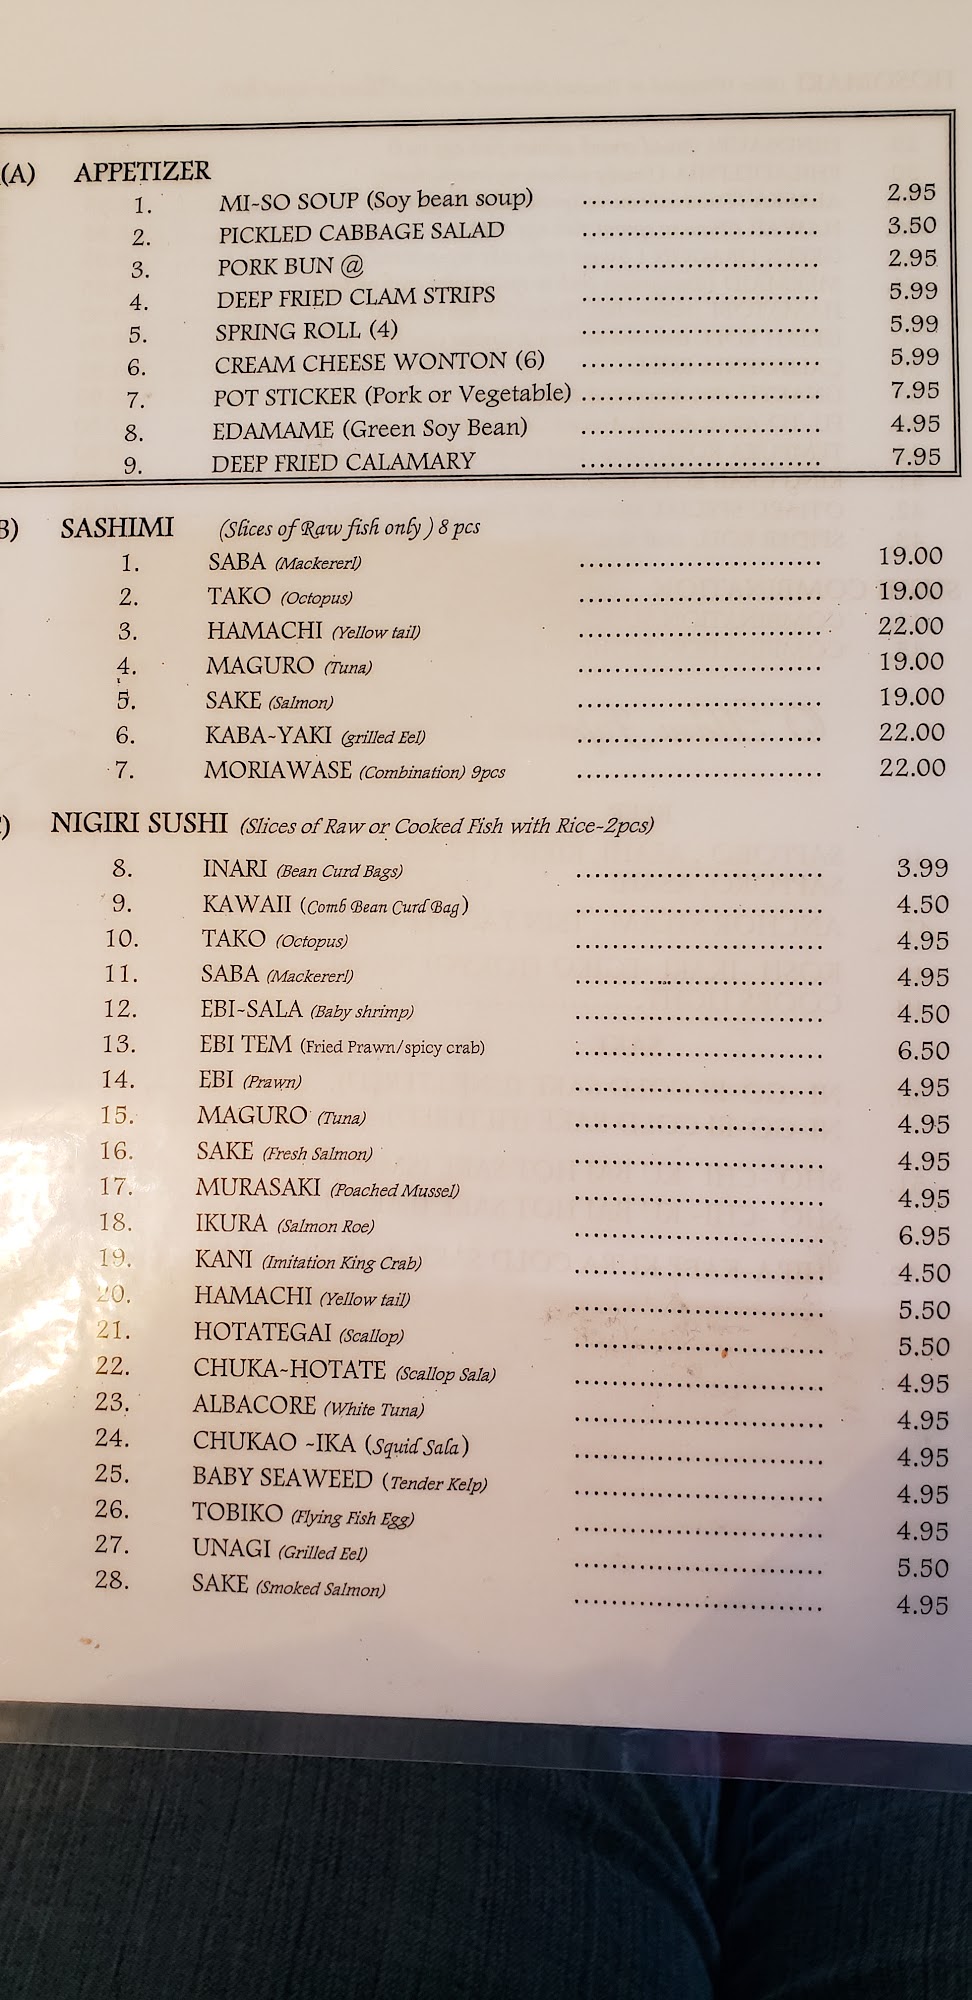 (A) APPETIZER
1. MI-SO SOUP (Soy bean soup) ........................... 2.95
2. PICKLED CABBAGE SALAD ........................... 3.50
3. PORK BUN @ ........................... 2.95
4. DEEP FRIED CLAM STRIPS ........................... 5.99
5. SPRING ROLL (4) ........................... 5.99
6. CREAM CHEESE WONTON (6) ........................... 5.99
7. POT STICKER (Pork or Vegetable) ........................... 7.95
8. EDAMAME (Green Soy Bean) ........................... 4.95
9. DEEP FRIED CALAMARY ........................... 7.95
B) SASHIMI (Slices of Raw fish only ) 8 pcs
1. SABA (Mackererl) ........................... 19.00
2. TAKO (Octopus) ........................... 19.00
3. HAMACHI (Yellow tail) ........................... 22.00
4. MAGURO (Tuna) ........................... 19.00
5. SAKE (Salmon) ........................... 19.00
6. KABA~YAKI (grilled Eel) ........................... 22.00
7. MORIAWASE (Combination) 9pcs ........................... 22.00
) NIGIRI SUSHI (Slices of Raw or Cooked Fish with Rice~2pcs)
8. INARI (Bean Curd Bags) ........................... 3.99
9. KAWAII (Comb Bean Curd Bag) ........................... 4.50
10. TAKO (Octopus) ........................... 4.95
11. SABA (Mackererl) ........................... 4.95
12. EBI~SALA (Baby shrimp) ........................... 4.50
13. EBI TEM (Fried Prawn/spicy crab) ........................... 6.50
14. EBI (Prawn) ........................... 4.95
15. MAGURO (Tuna) ........................... 4.95
16. SAKE (Fresh Salmon) ........................... 4.95
17. MURASAKI (Poached Mussel) ........................... 4.95
18. IKURA (Salmon Roe) ........................... 6.95
19. KANI (Imitation King Crab) ........................... 4.50
20. HAMACHI (Yellow tail) ........................... 5.50
21. HOTATEGAI (Scallop) ........................... 5.50
22. CHUKA~HOTATE (Scallop Sala) ........................... 4.95
23. ALBACORE (White Tuna) ........................... 4.95
24. CHUKAO ~IKA (Squid Sala) ........................... 4.95
25. BABY SEAWEED (Tender Kelp) ........................... 4.95
26. TOBIKO (Flying Fish Egg) ........................... 4.95
27. UNAGI (Grilled Eel) ........................... 5.50
28. SAKE (Smoked Salmon) ........................... 4.95